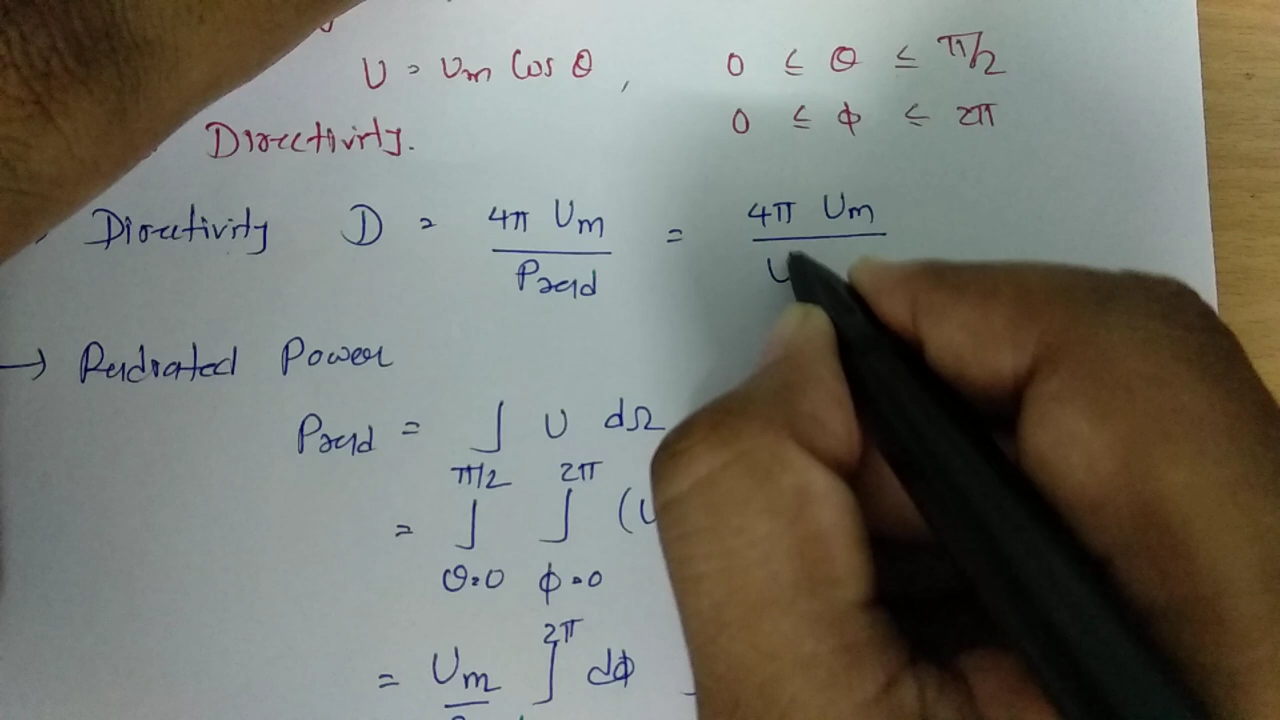 U = Um Cos θ, 0 ≤ θ ≤ π/2
0 ≤ ϕ ≤ 2π
Directivity.
Directivity D = 4π Um / Prad = 4π Um / U
→ Radiated Power
Prad = ∫ U dΩ
π/2 2π
= ∫ ∫ (U
θ=0 ϕ=0
2π
= Um ∫ dϕ